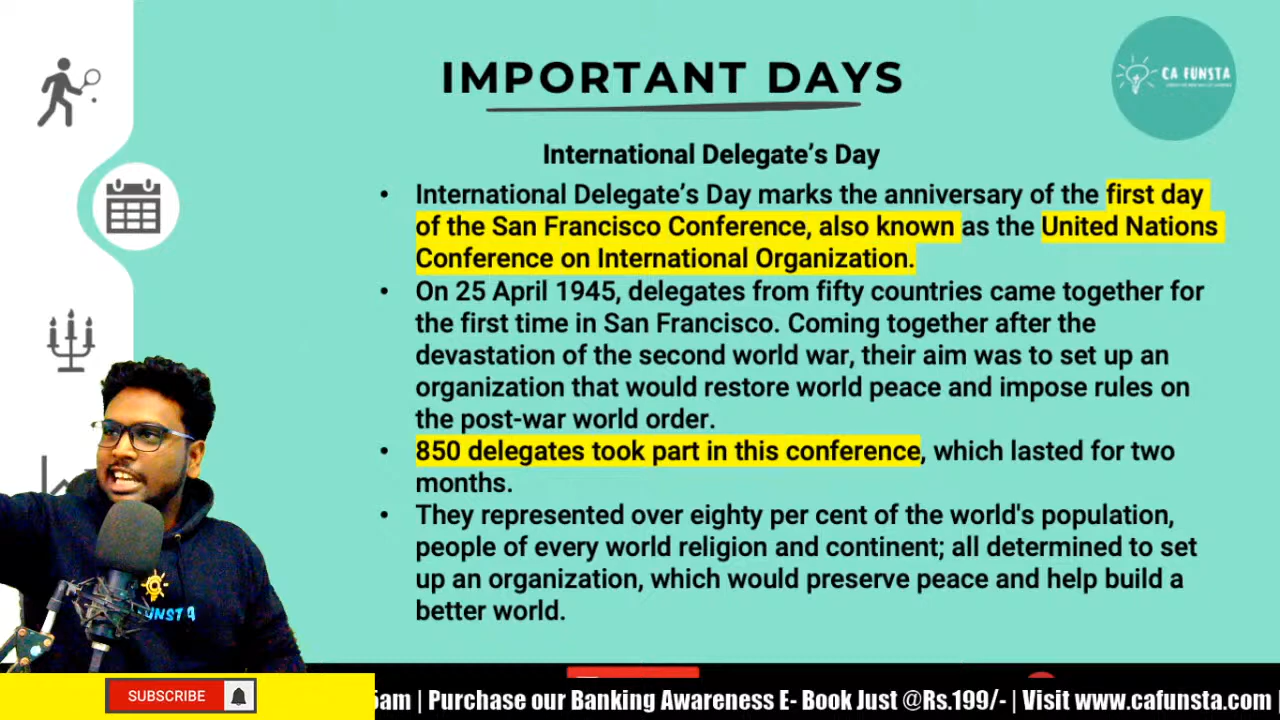 IMPORTANT DAYS
CA FUNSTA
International Delegate's Day
• International Delegate's Day marks the anniversary of the first day
of the San Francisco Conference, also known as the United Nations
Conference on International Organization.
• On 25 April 1945, delegates from fifty countries came together for
the first time in San Francisco. Coming together after the
devastation of the second world war, their aim was to set up an
organization that would restore world peace and impose rules on
the post-war world order.
• 850 delegates took part in this conference, which lasted for two
months.
• They represented over eighty per cent of the world's population,
people of every world religion and continent; all determined to set
up an organization, which would preserve peace and help build a
better world.
UNSTA
SUBSCRIBE
5am | Purchase our Banking Awareness E- Book Just @Rs.199/- | Visit www.cafunsta.com